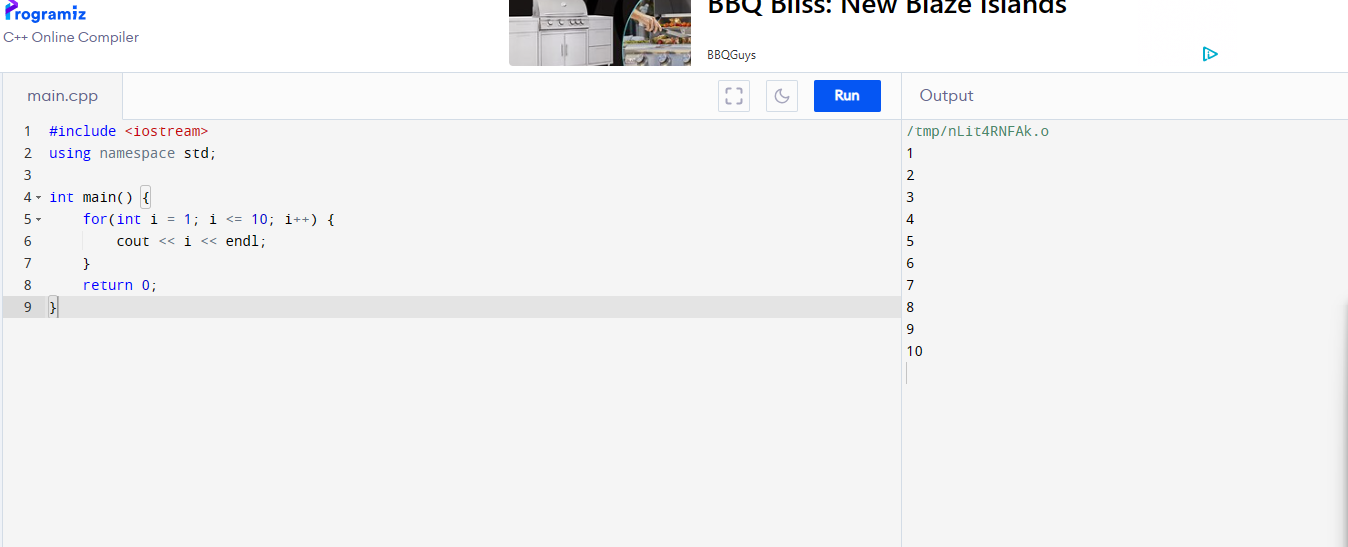 Programiz
C++ Online Compiler
BBQ Bliss: New Blaze Islands
BBQGuys
main.cpp
Run
Output
1 #include <iostream>
2 using namespace std;
3
4 int main() {
5     for(int i = 1; i <= 10; i++) {
6         cout << i << endl;
7     }
8     return 0;
9 }
/tmp/nLit4RNFAk.o
1
2
3
4
5
6
7
8
9
10